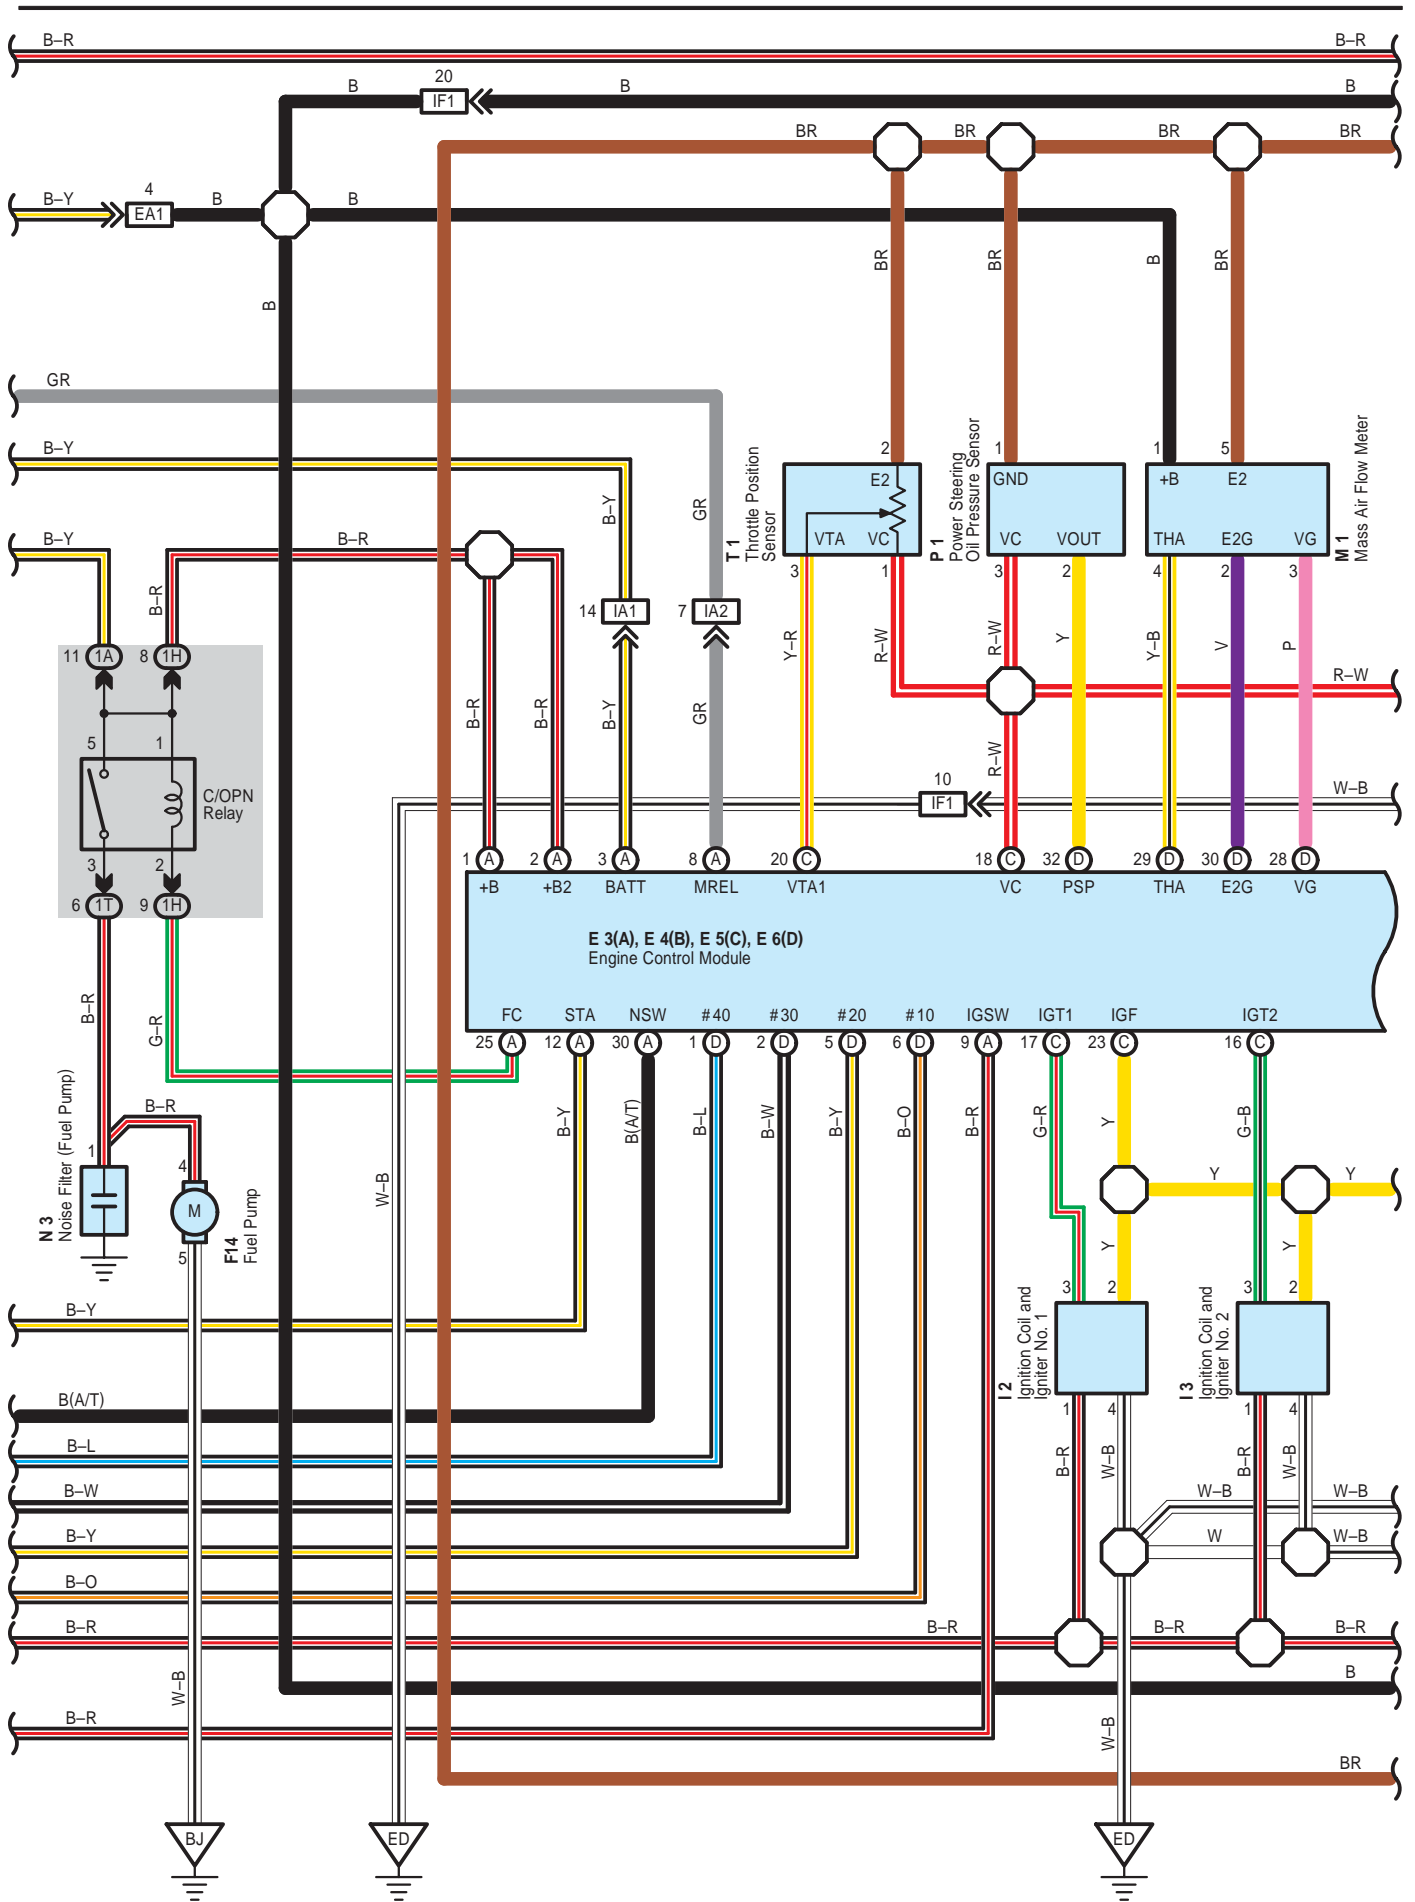 B–R B–R
20
B IF1 B B
BR BR BR BR
4
B–Y EA1 B B
BR BR B BR
B
GR
B–Y
2 1 1 5
E2 GND +B E2
VTA VC VC VOUT THA E2G VG
T 1
Throttle Position
Sensor
P 1
Power Steering
Oil Pressure Sensor
M 1
Mass Air Flow Meter
B–Y B–R B–Y GR
B–R
3 1 3 2 4 2 3
14 IA1 7 IA2
Y–R R–W R–W Y Y–B V P
11 1A 8 1H
R–W
B–R B–R B–Y GR
5 1
R–W
C/OPN
Relay
10
IF1 W–B
3 2
1 A 2 A 3 A 8 A 20 C 18 C 32 D 29 D 30 D 28 D
+B +B2 BATT MREL VTA1 VC PSP THA E2G VG
6 1T 9 1H
E 3(A), E 4(B), E 5(C), E 6(D)
Engine Control Module
B–R G–R
FC STA NSW #40 #30 #20 #10 IGSW IGT1 IGF IGT2
25 A 12 A 30 A 1 D 2 D 5 D 6 D 9 A 17 C 23 C 16 C
B–R
B–Y B(A/T) B–L B–W B–Y B–O B–R G–R Y G–B
1 4
N 3
Noise Filter (Fuel Pump)
M
5
F14
Fuel Pump
W–B
Y Y
Y Y
3 2 3 2
B–Y
I 2
Ignition Coil and
Igniter No. 1
I 3
Ignition Coil and
Igniter No. 2
1 4 1 4
B(A/T)
B–L
B–R W–B B–R W–B
B–W W–B W–B
B–Y W W–B
B–O
B–R B–R B–R B–R
W–B B
B–R
W–B
BR
BJ ED ED